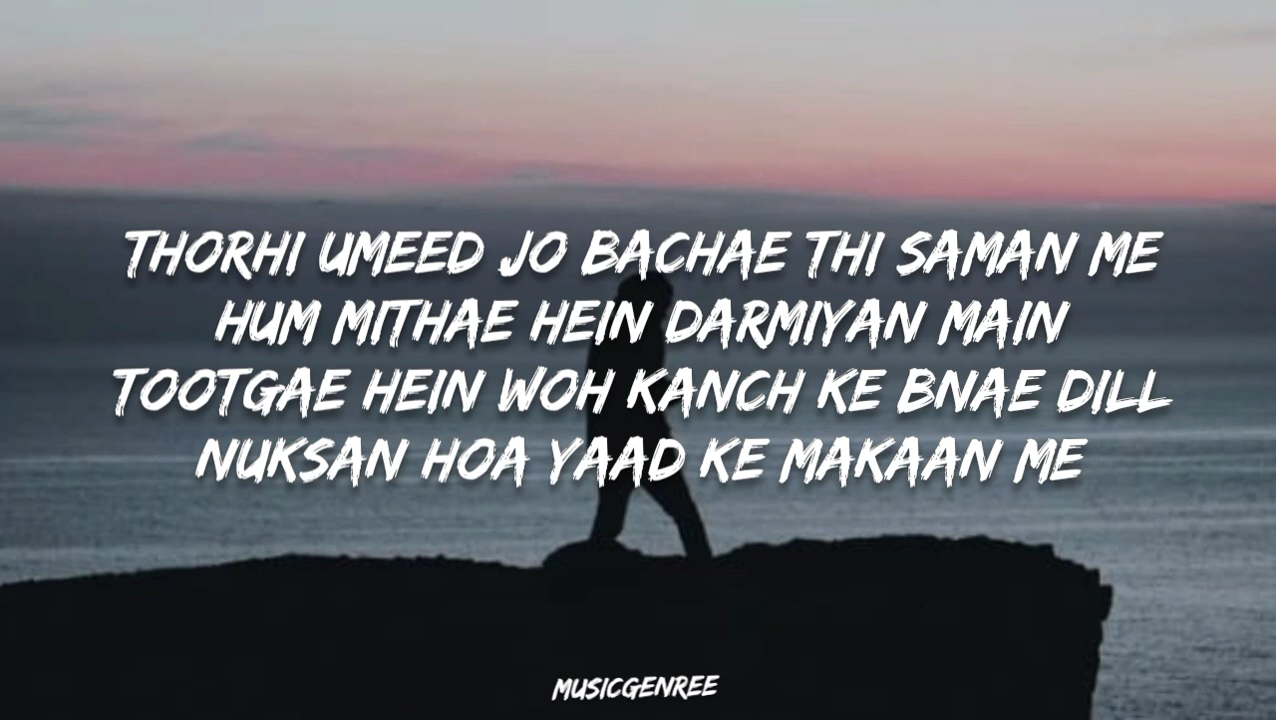 THORHI UMEED JO BACHAE THI SAMAN ME
HUM MITHAE HEIN DARMIYAN MAIN
TOOTGAE HEIN WOH KANCH KE BNAE DILL
NUKSAN HOA YAAD KE MAKAAN ME
MUSICGENREE